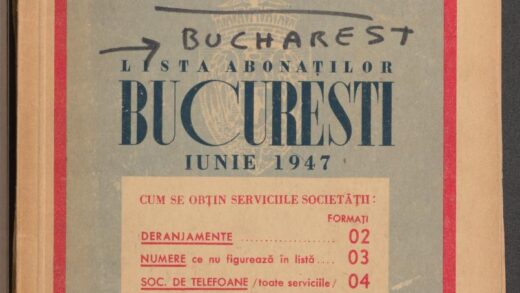 → BUCHAREST
LISTA ABONAȚILOR
BUCUREȘTI
IUNIE 1947
CUM SE OBȚIN SERVICIILE SOCIETĂȚII:
FORMAȚI
DERANJAMENTE .................. 02
NUMERE ce nu figurează în listă .... 03
SOC. DE TELEFOANE /toate serviciile/ 04